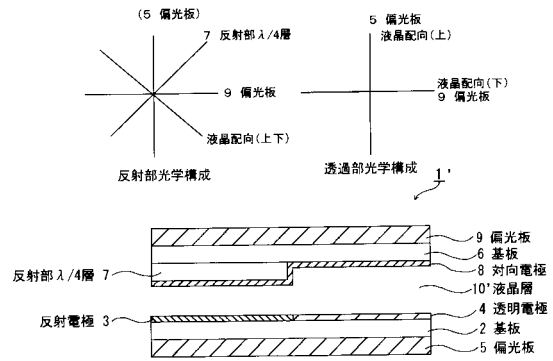 (5 偏光板)
7 反射部λ/4層
9 偏光板
液晶配向(上下)
反射部光学構成
5 偏光板
液晶配向(上)
液晶配向(下)
9 偏光板
透過部光学構成
1'
9 偏光板
6 基板
8 対向電極
反射部λ/4層 7
10'液晶層
4 透明電極
反射電極 3
2 基板
5 偏光板